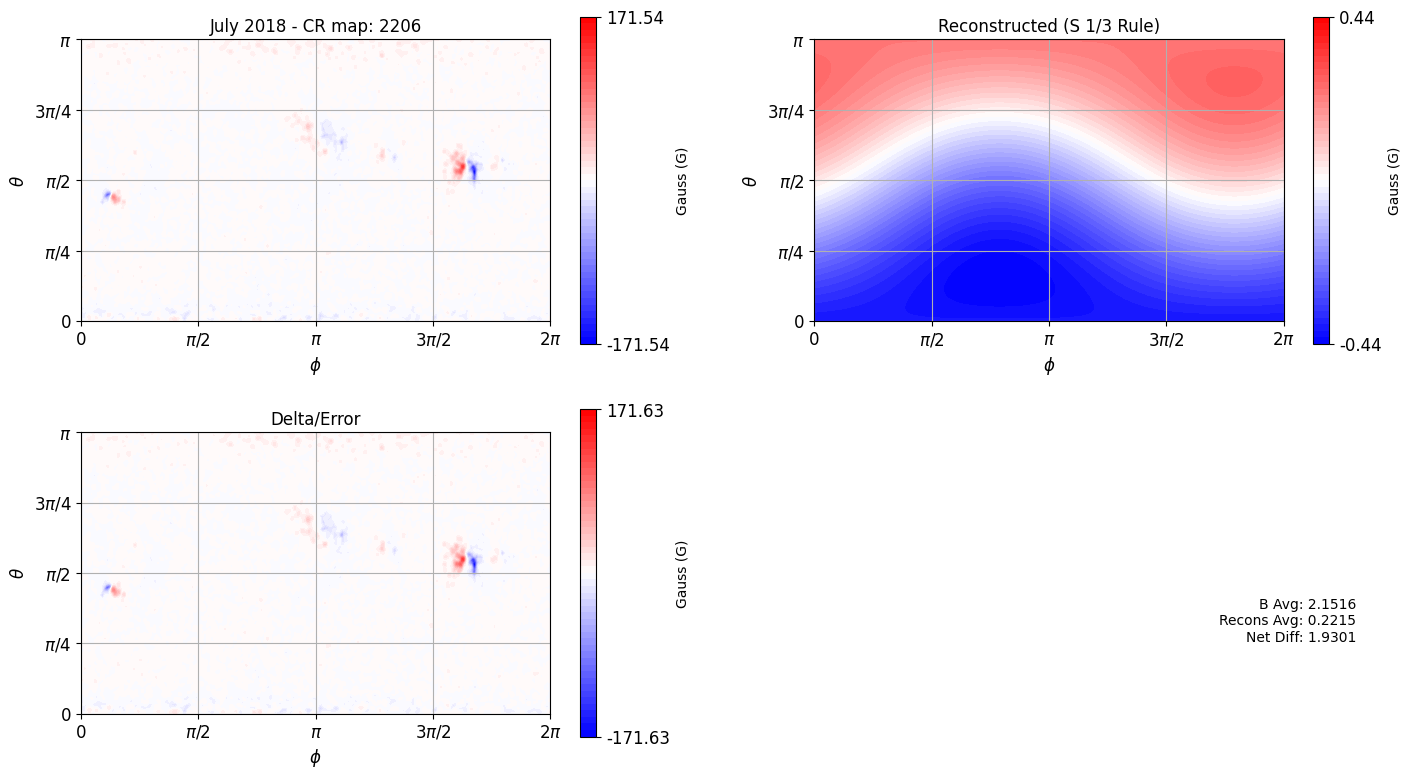 July 2018 - CR map: 2206
π
3π/4
π/2
π/4
0
θ
0
π/2
π
3π/2
2π
ϕ
171.54
-171.54
Gauss (G)
Reconstructed (S 1/3 Rule)
π
3π/4
π/2
π/4
0
θ
0
π/2
π
3π/2
2π
ϕ
0.44
-0.44
Gauss (G)
Delta/Error
π
3π/4
π/2
π/4
0
θ
0
π/2
π
3π/2
2π
ϕ
171.63
-171.63
Gauss (G)
B Avg: 2.1516
Recons Avg: 0.2215
Net Diff: 1.9301